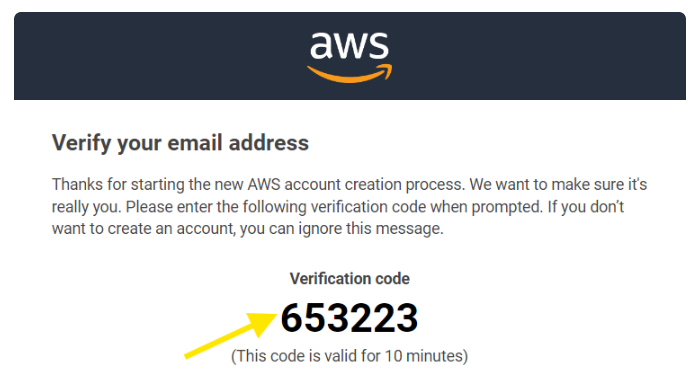 aws
Verify your email address
Thanks for starting the new AWS account creation process. We want to make sure it's
really you. Please enter the following verification code when prompted. If you don’t
want to create an account, you can ignore this message.
Verification code
653223
(This code is valid for 10 minutes)